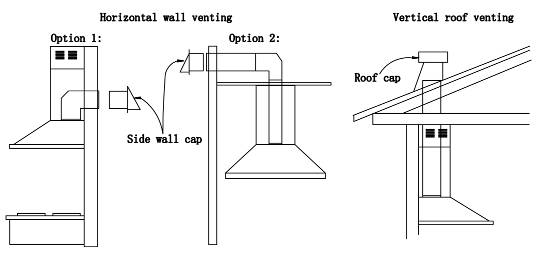 Horizontal wall venting
Vertical roof venting
Option 1:
Option 2:
Roof cap
Side wall cap